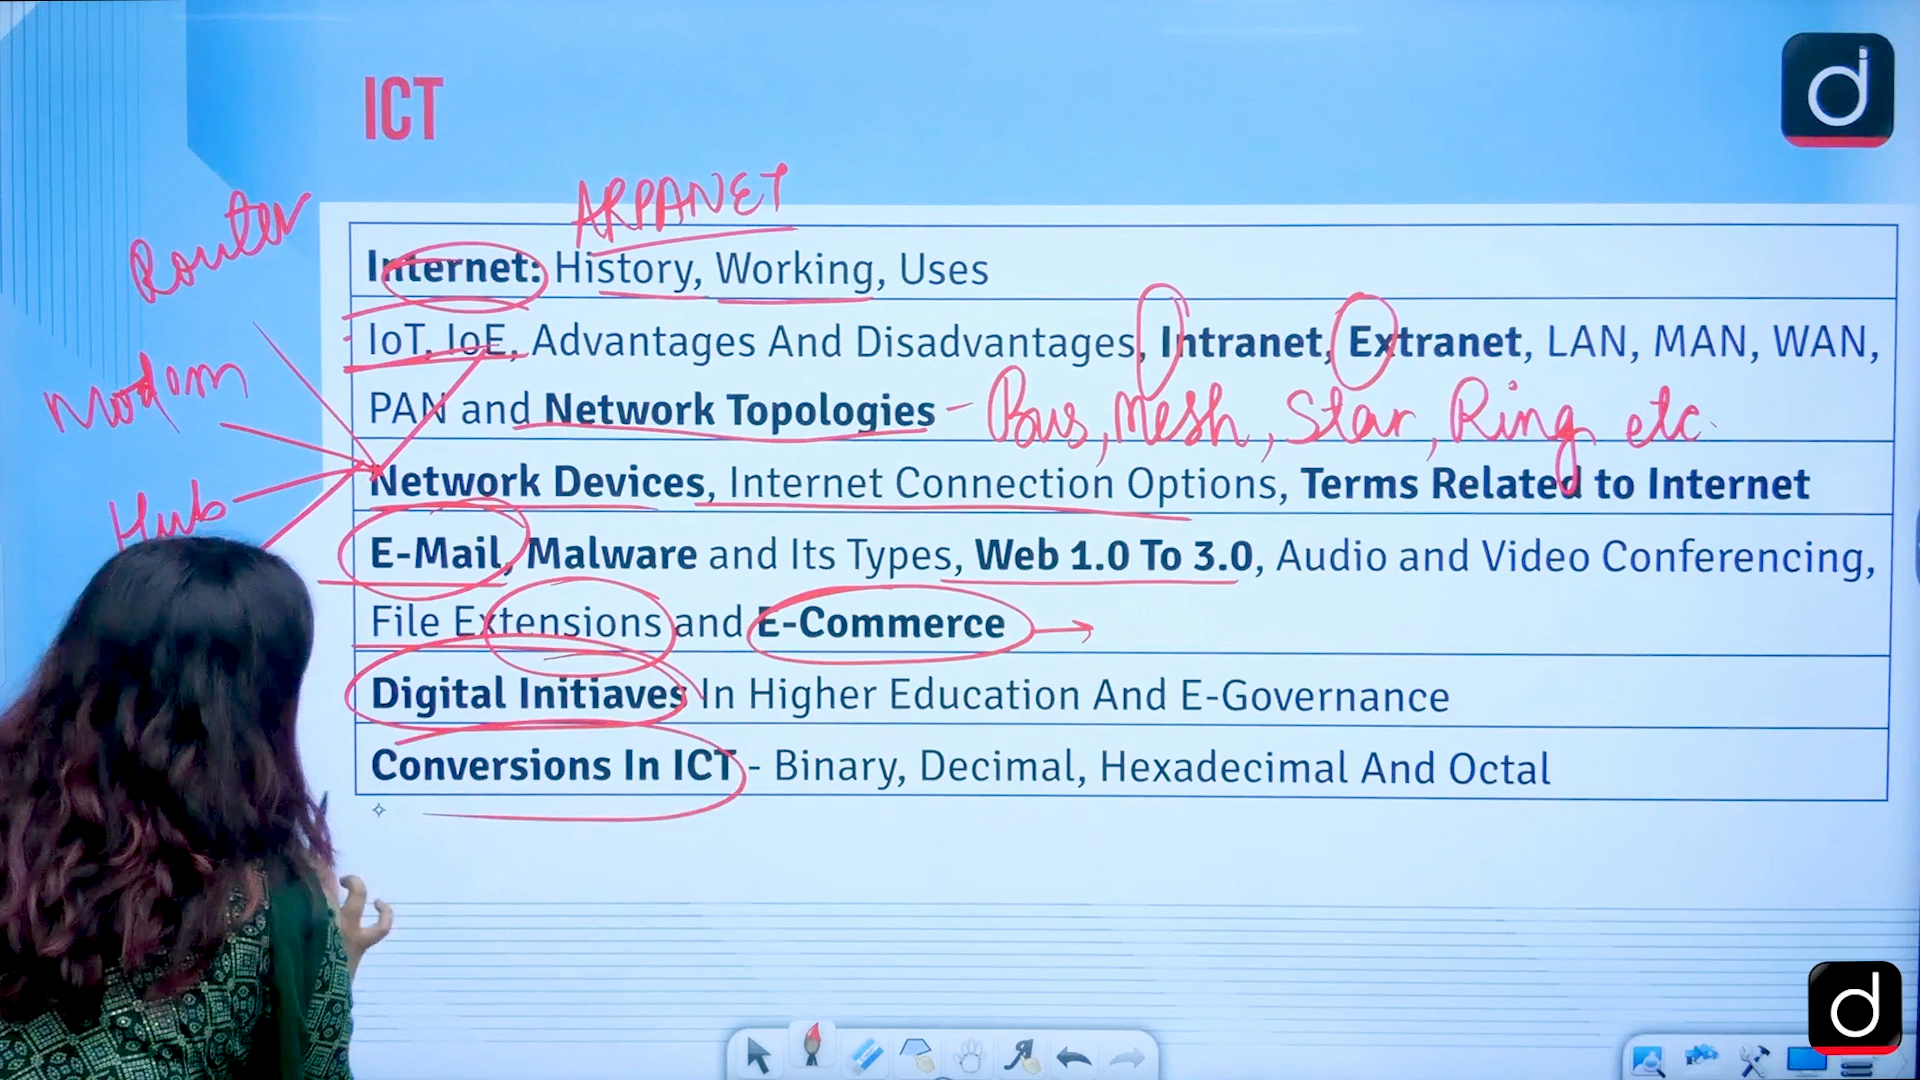 ICT
ARPANET
Router
Internet: History, Working, Uses
IoT, IoE, Advantages And Disadvantages, Intranet, Extranet, LAN, MAN, WAN,
Modem
PAN and Network Topologies - Bus, Mesh, Star, Ring etc.
Network Devices, Internet Connection Options, Terms Related to Internet
Hub
E-Mail, Malware and Its Types, Web 1.0 To 3.0, Audio and Video Conferencing,
File Extensions and E-Commerce →
Digital Initiaves In Higher Education And E-Governance
Conversions In ICT - Binary, Decimal, Hexadecimal And Octal
d
d